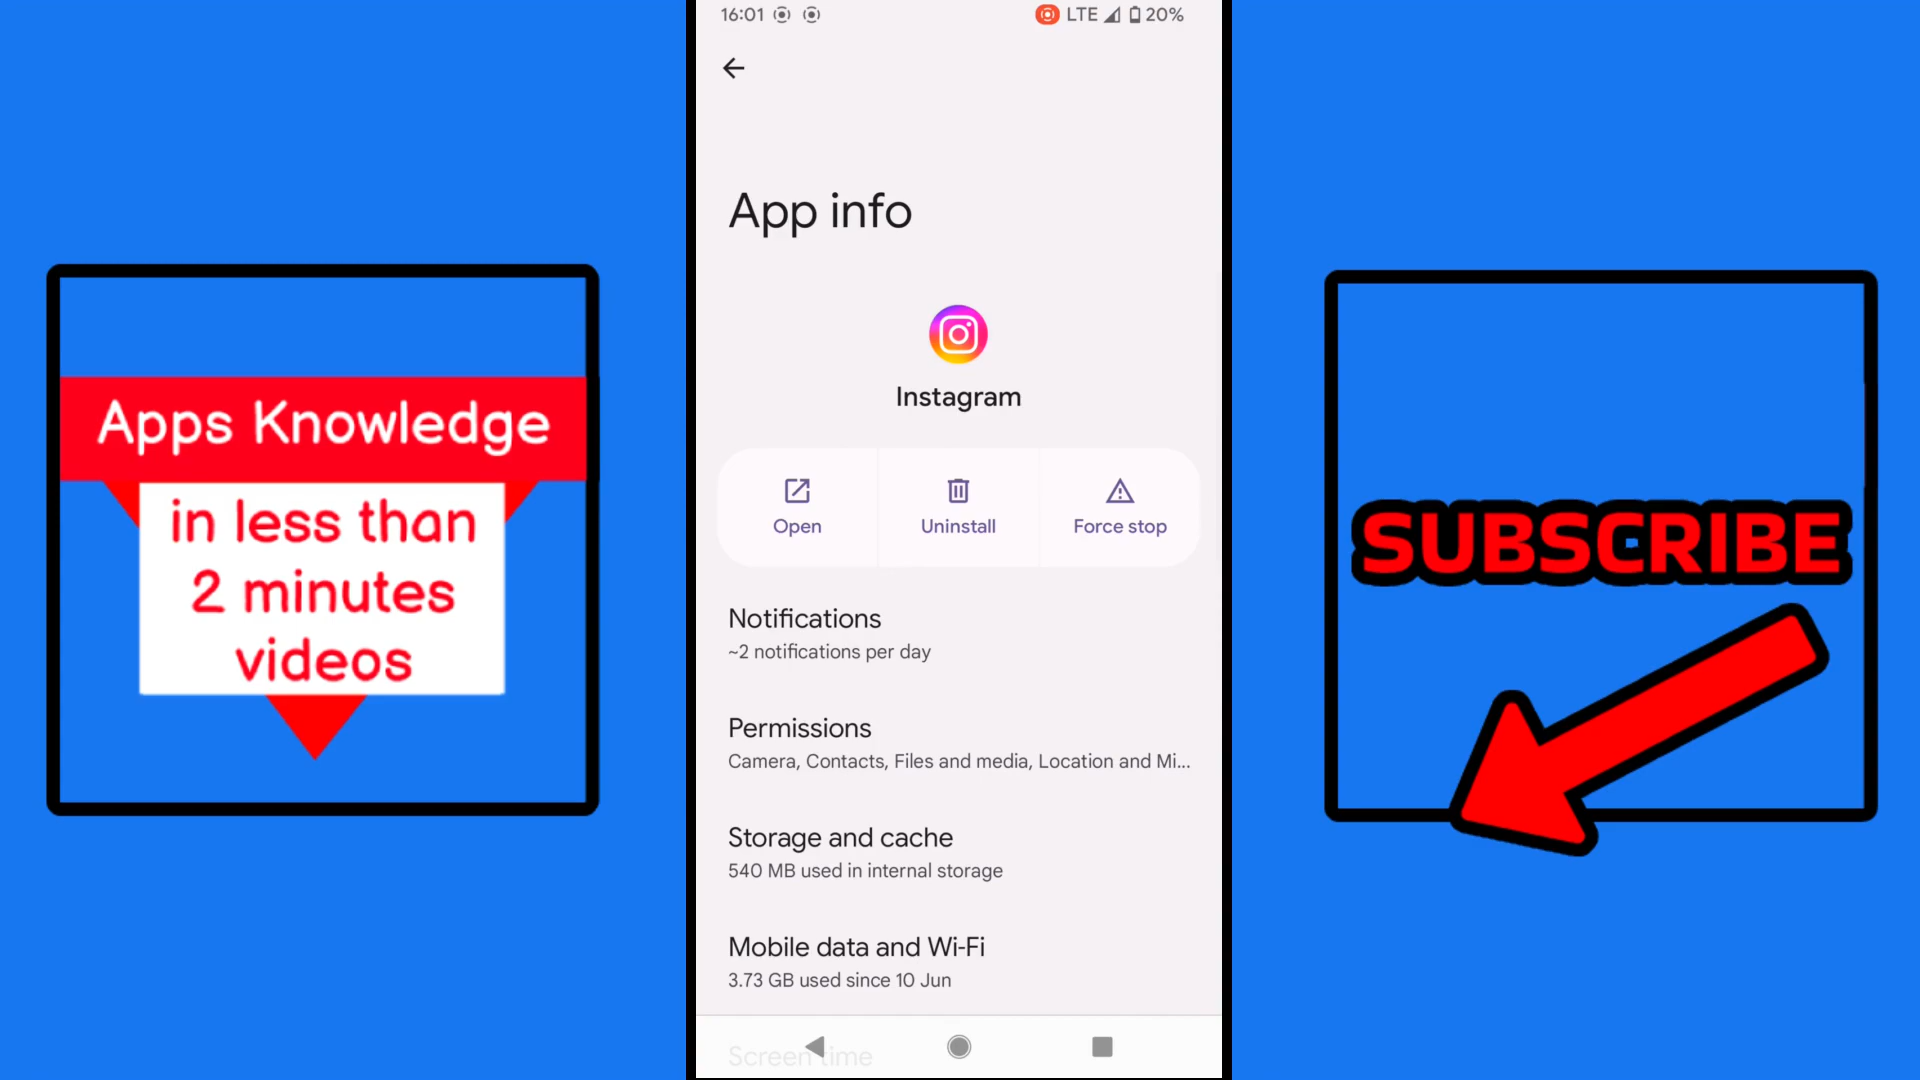 Apps Knowledge
in less than
2 minutes
videos
16:01
LTE
20%
App info
Instagram
Open
Uninstall
Force stop
Notifications
~2 notifications per day
Permissions
Camera, Contacts, Files and media, Location and Mi...
Storage and cache
540 MB used in internal storage
Mobile data and Wi-Fi
3.73 GB used since 10 Jun
Screen time
SUBSCRIBE